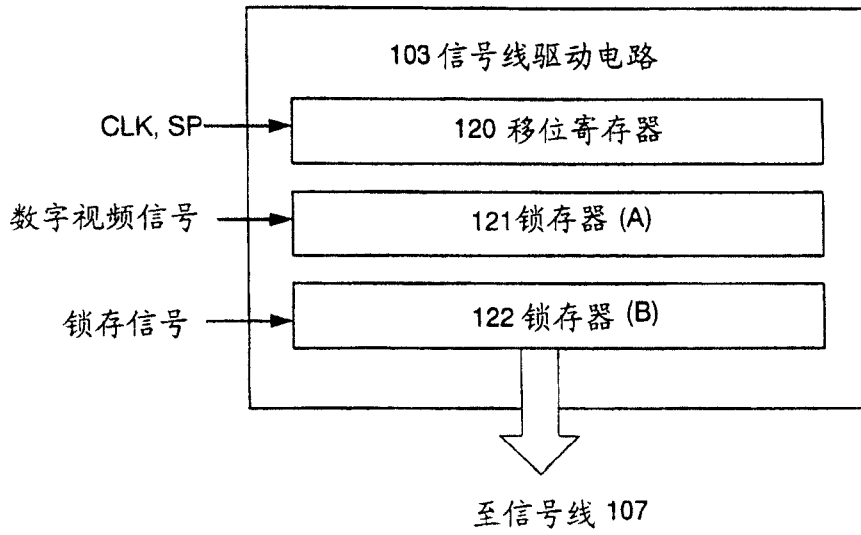 103 信号线驱动电路
CLK, SP
120 移位寄存器
数字视频信号
121 锁存器 (A)
锁存信号
122 锁存器 (B)
至信号线 107